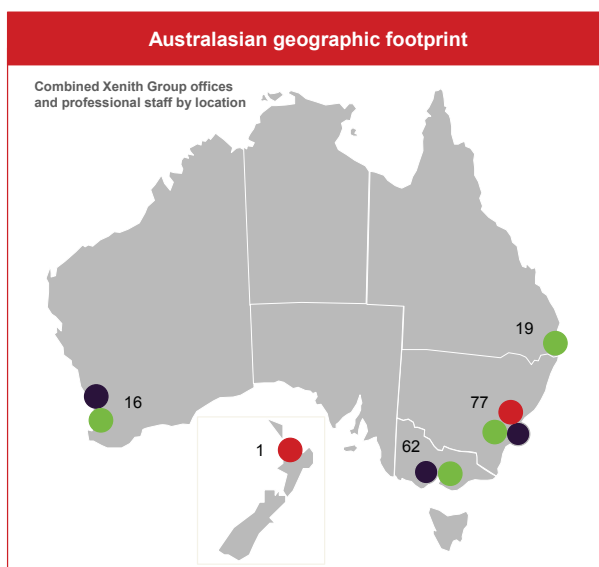 Australasian geographic footprint
Combined Xenith Group offices
and professional staff by location
19
16
77
62
1